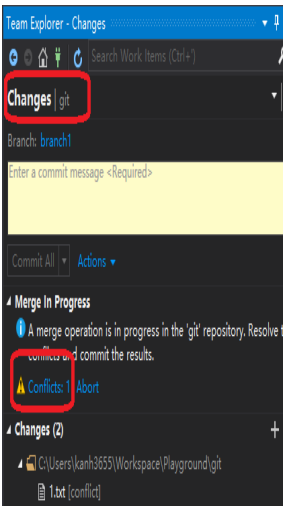 Team Explorer - Changes
Search Work Items (Ctrl+')
Changes | git
Branch: branch1
Enter a commit message <Required>
Commit All Actions
Merge In Progress
A merge operation is in progress in the 'git' repository. Resolve
conflicts and commit the results.
Conflicts: 1 Abort
Changes (2)
C:\Users\kanh3655\Workspace\Playground\git
1.txt [conflict]